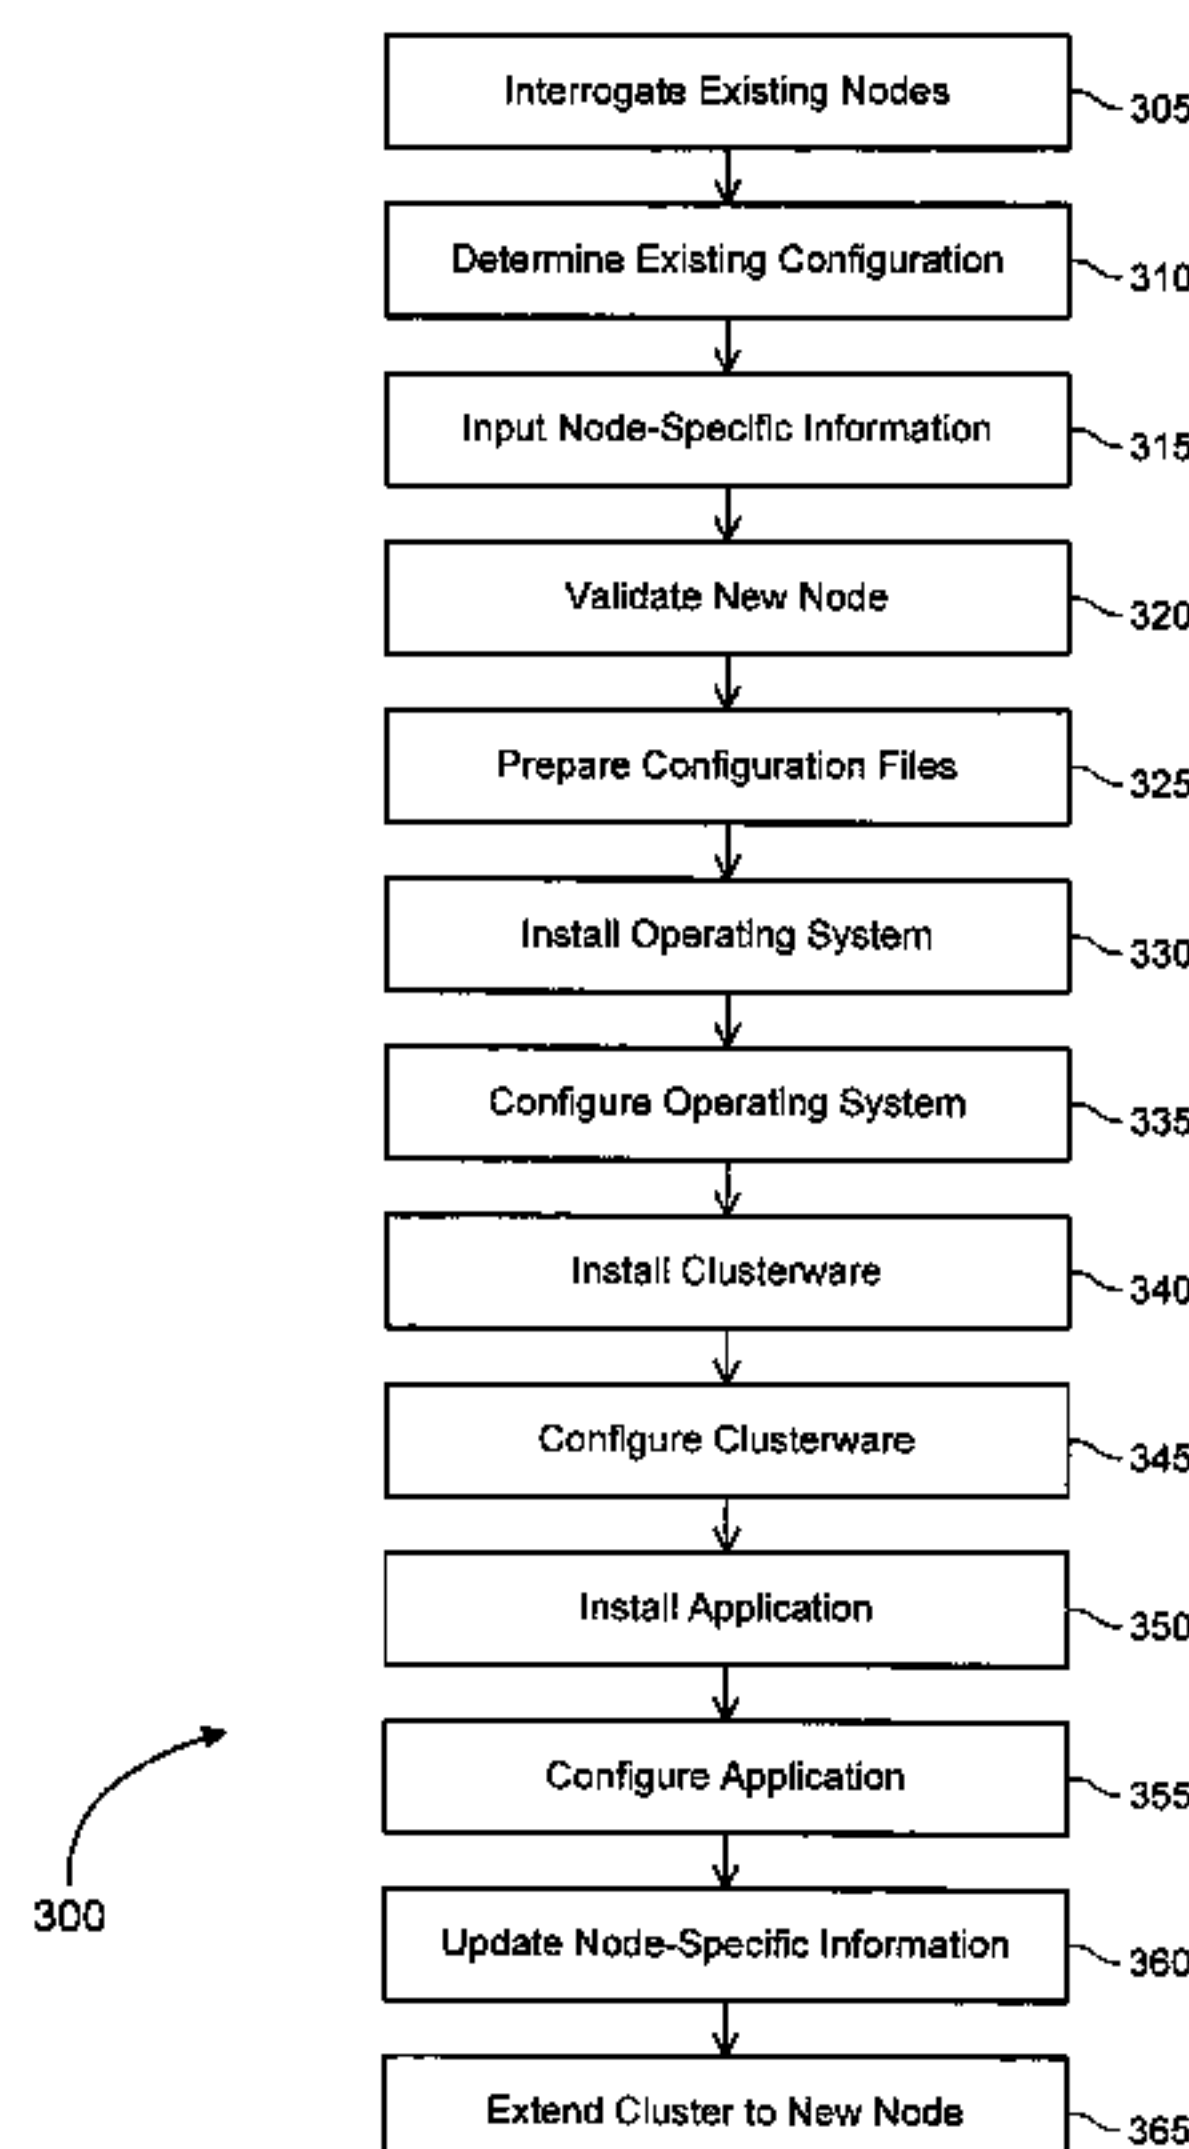 Interrogate Existing Nodes
305
Determine Existing Configuration
310
Input Node-Specific Information
315
Validate New Node
320
Prepare Configuration Files
325
Install Operating System
330
Configure Operating System
335
Install Clusterware
340
Configure Clusterware
345
Install Application
350
Configure Application
355
300
Update Node-Specific Information
360
Extend Cluster to New Node
365